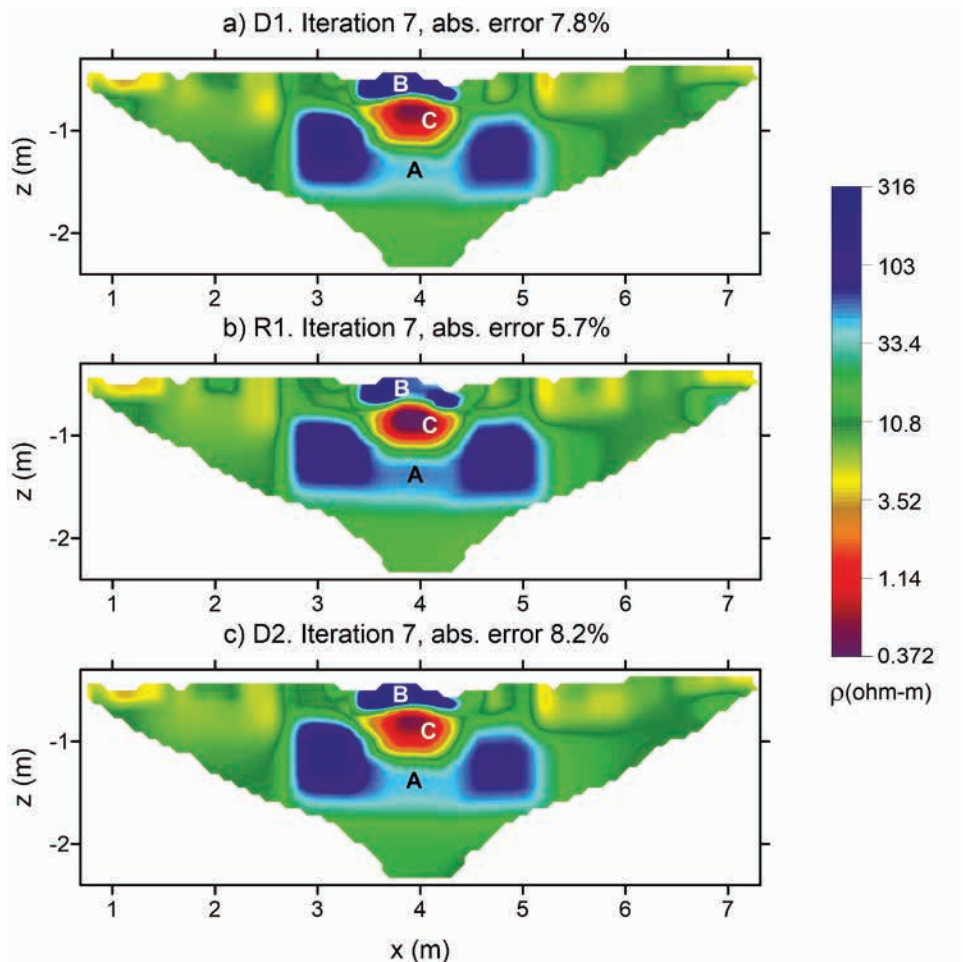 a) D1. Iteration 7, abs. error 7.8%
B
C
A
-1
-2
z (m)
1 2 3 4 5 6 7
b) R1. Iteration 7, abs. error 5.7%
B
C
A
-1
-2
z (m)
1 2 3 4 5 6 7
c) D2. Iteration 7, abs. error 8.2%
B
C
A
-1
-2
z (m)
1 2 3 4 5 6 7
x (m)
316
103
33.4
10.8
3.52
1.14
0.372
ρ(ohm-m)